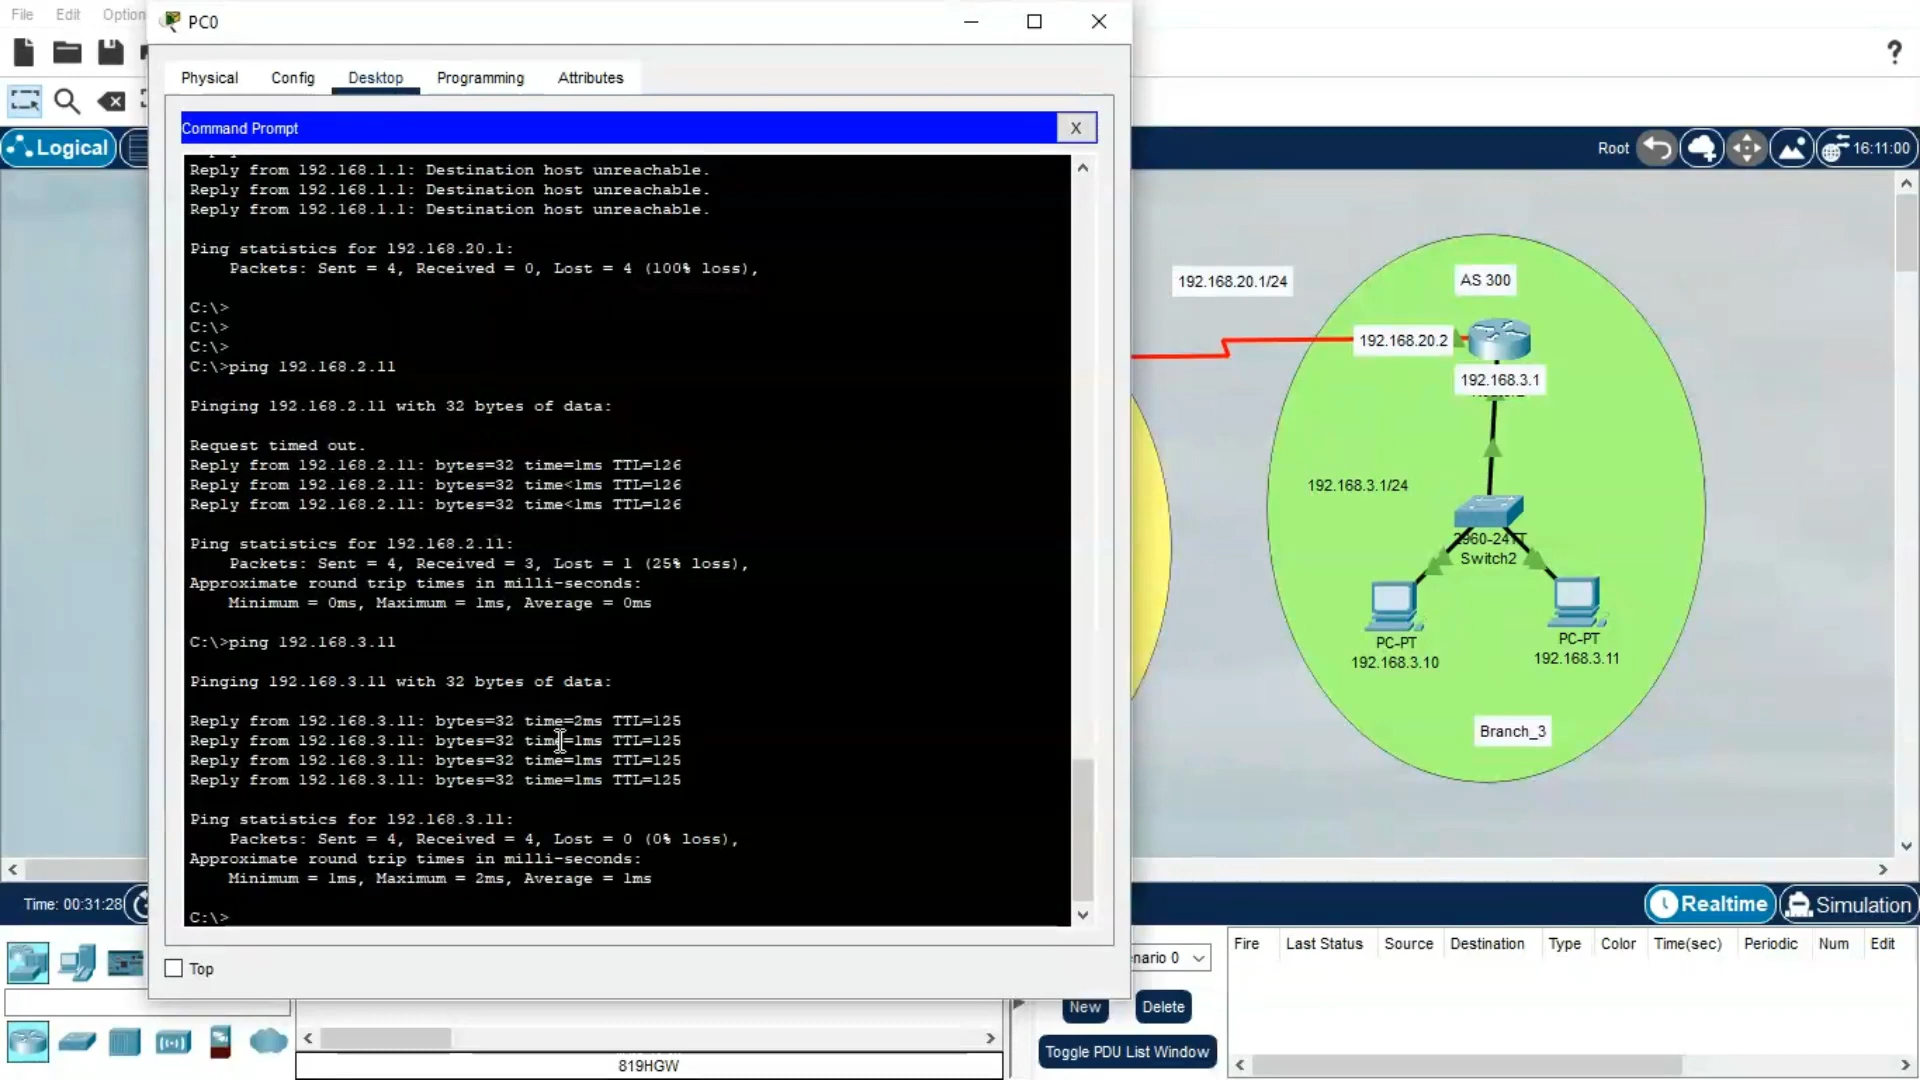 File Edit Option
PC0
Physical Config Desktop Programming Attributes
Command Prompt
X
Reply from 192.168.1.1: Destination host unreachable.
Reply from 192.168.1.1: Destination host unreachable.
Reply from 192.168.1.1: Destination host unreachable.
Ping statistics for 192.168.20.1:
Packets: Sent = 4, Received = 0, Lost = 4 (100% loss),
C:\>
C:\>
C:\>
C:\>ping 192.168.2.11
Pinging 192.168.2.11 with 32 bytes of data:
Request timed out.
Reply from 192.168.2.11: bytes=32 time=1ms TTL=126
Reply from 192.168.2.11: bytes=32 time<1ms TTL=126
Reply from 192.168.2.11: bytes=32 time<1ms TTL=126
Ping statistics for 192.168.2.11:
Packets: Sent = 4, Received = 3, Lost = 1 (25% loss),
Approximate round trip times in milli-seconds:
Minimum = 0ms, Maximum = 1ms, Average = 0ms
C:\>ping 192.168.3.11
Pinging 192.168.3.11 with 32 bytes of data:
Reply from 192.168.3.11: bytes=32 time=2ms TTL=125
Reply from 192.168.3.11: bytes=32 time=1ms TTL=125
Reply from 192.168.3.11: bytes=32 time=1ms TTL=125
Reply from 192.168.3.11: bytes=32 time=1ms TTL=125
Ping statistics for 192.168.3.11:
Packets: Sent = 4, Received = 4, Lost = 0 (0% loss),
Approximate round trip times in milli-seconds:
Minimum = 1ms, Maximum = 2ms, Average = 1ms
C:\>
Top
Logical
Root
16:11:00
192.168.20.1/24
AS 300
192.168.20.2
192.168.3.1
192.168.3.1/24
2960-24TT
Switch2
PC-PT
192.168.3.10
PC-PT
192.168.3.11
Branch_3
Time: 00:31:28
Realtime
Simulation
nario 0
New
Delete
Toggle PDU List Window
Fire Last Status Source Destination Type Color Time(sec) Periodic Num Edit
819HGW